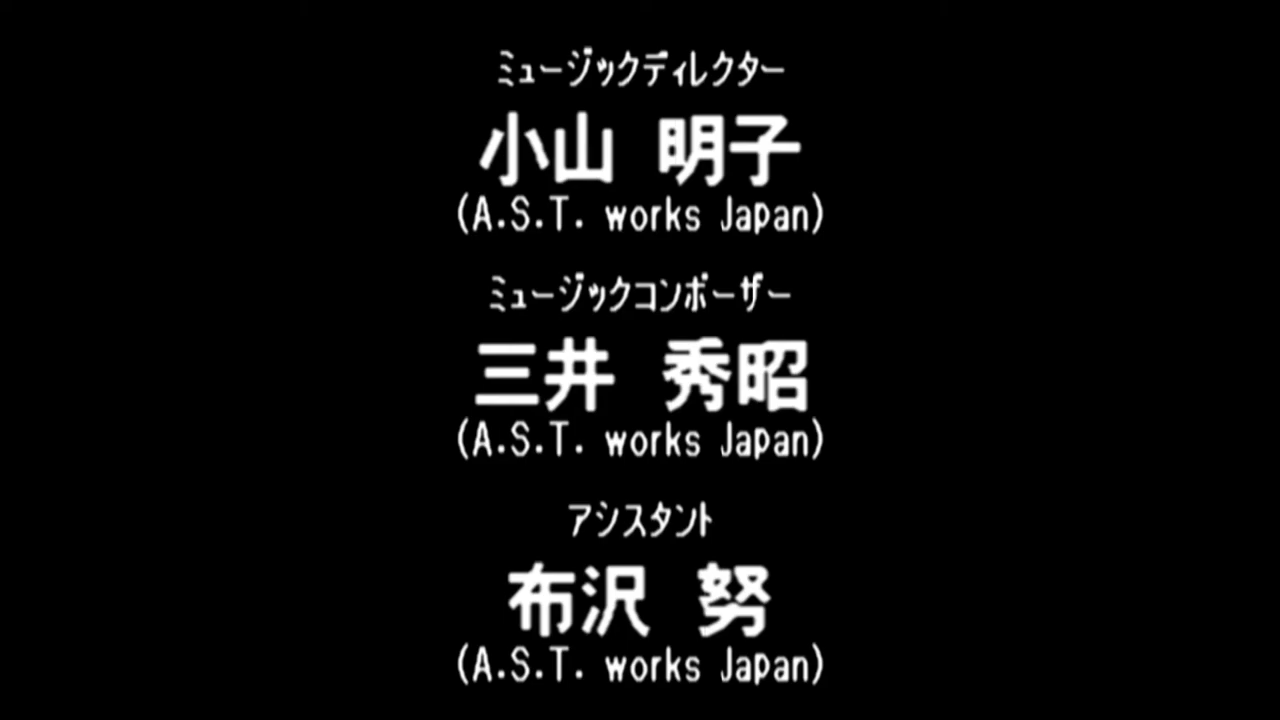 ミュージックディレクター
小山 明子
(A.S.T. works Japan)
ミュージックコンポーザー
三井 秀昭
(A.S.T. works Japan)
アシスタント
布沢 努
(A.S.T. works Japan)